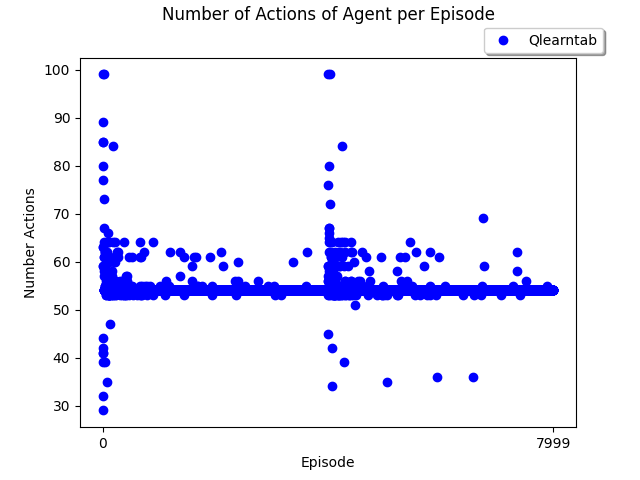 Number of Actions of Agent per Episode
Qlearntab
100
90
80
70
60
50
40
30
Number Actions
0
7999
Episode